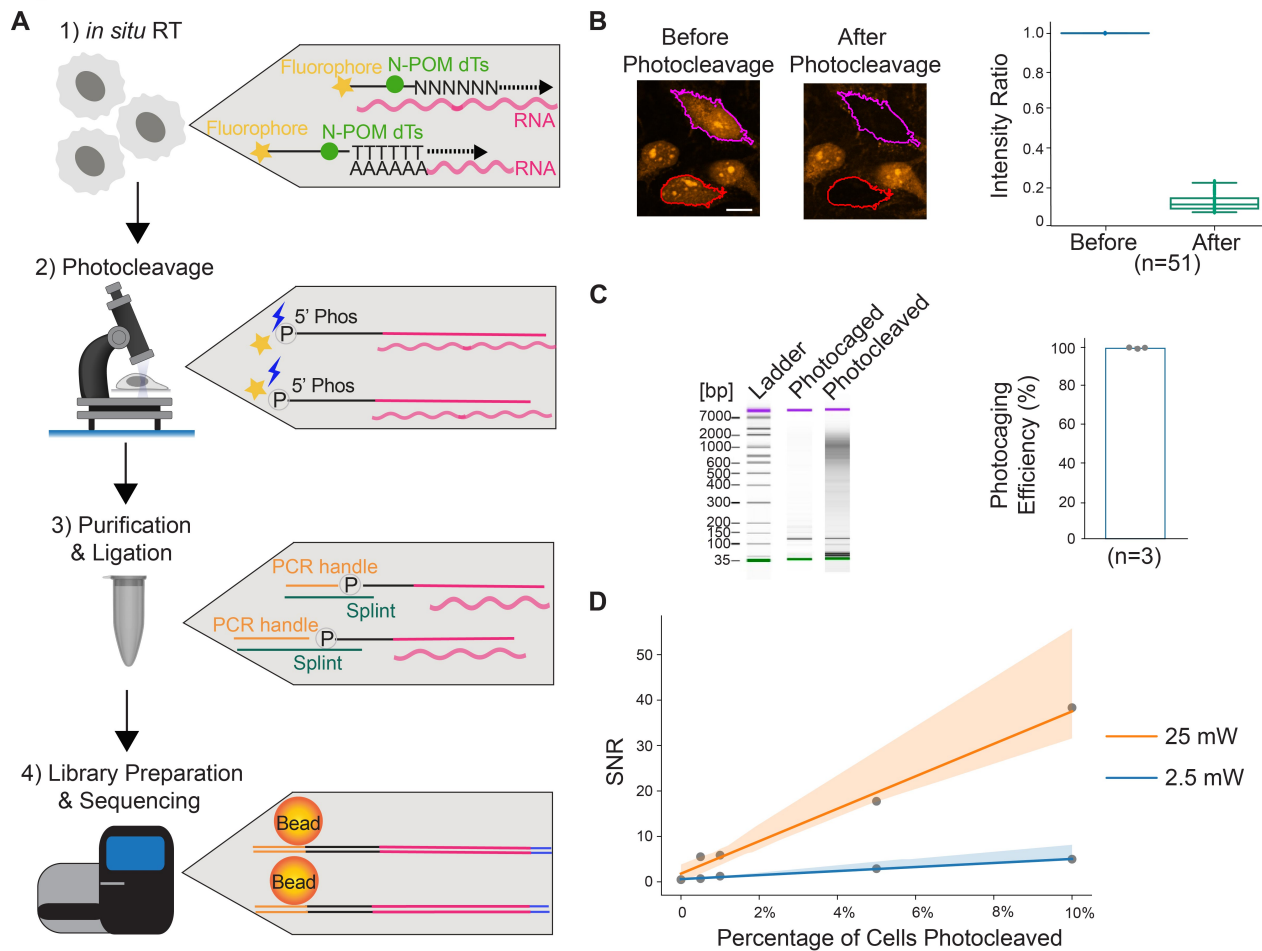 A
1) in situ RT
Fluorophore
N-POM dTs
NNNNNN
RNA
Fluorophore
N-POM dTs
TTTTTT
AAAAAA
RNA
2) Photocleavage
5' Phos
P
5' Phos
P
3) Purification
& Ligation
PCR handle
P
Splint
PCR handle
P
Splint
4) Library Preparation
& Sequencing
Bead
Bead
B
Before
Photocleavage
After
Photocleavage
Intensity Ratio
1.0
0.8
0.6
0.4
0.2
0
Before
After
(n=51)
C
[bp]
Ladder
Photocaged
Photocleaved
7000
2000
1000
600
500
400
300
200
150
100
35
Photocaging
Efficiency (%)
100
80
60
40
20
0
(n=3)
D
SNR
50
40
30
20
10
0
0
2%
4%
6%
8%
10%
Percentage of Cells Photocleaved
25 mW
2.5 mW